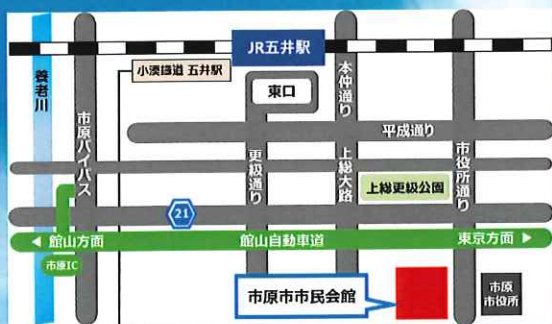 JR五井駅
小湊鐵道 五井駅
養老川
市原バイパス
東口
本仲通り
平成通り
更級通り
上総大路
市役所通り
上総更級公園
21
館山方面
館山自動車道
東京方面
市原IC
市原市市民会館
市原
市役所